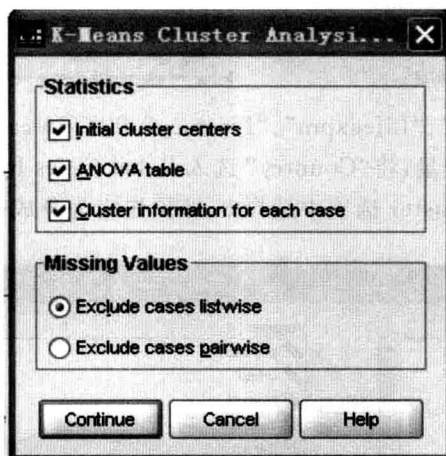 K-Means Cluster Analysi...
Statistics
Initial cluster centers
ANOVA table
Cluster information for each case
Missing Values
Exclude cases listwise
Exclude cases pairwise
Continue
Cancel
Help